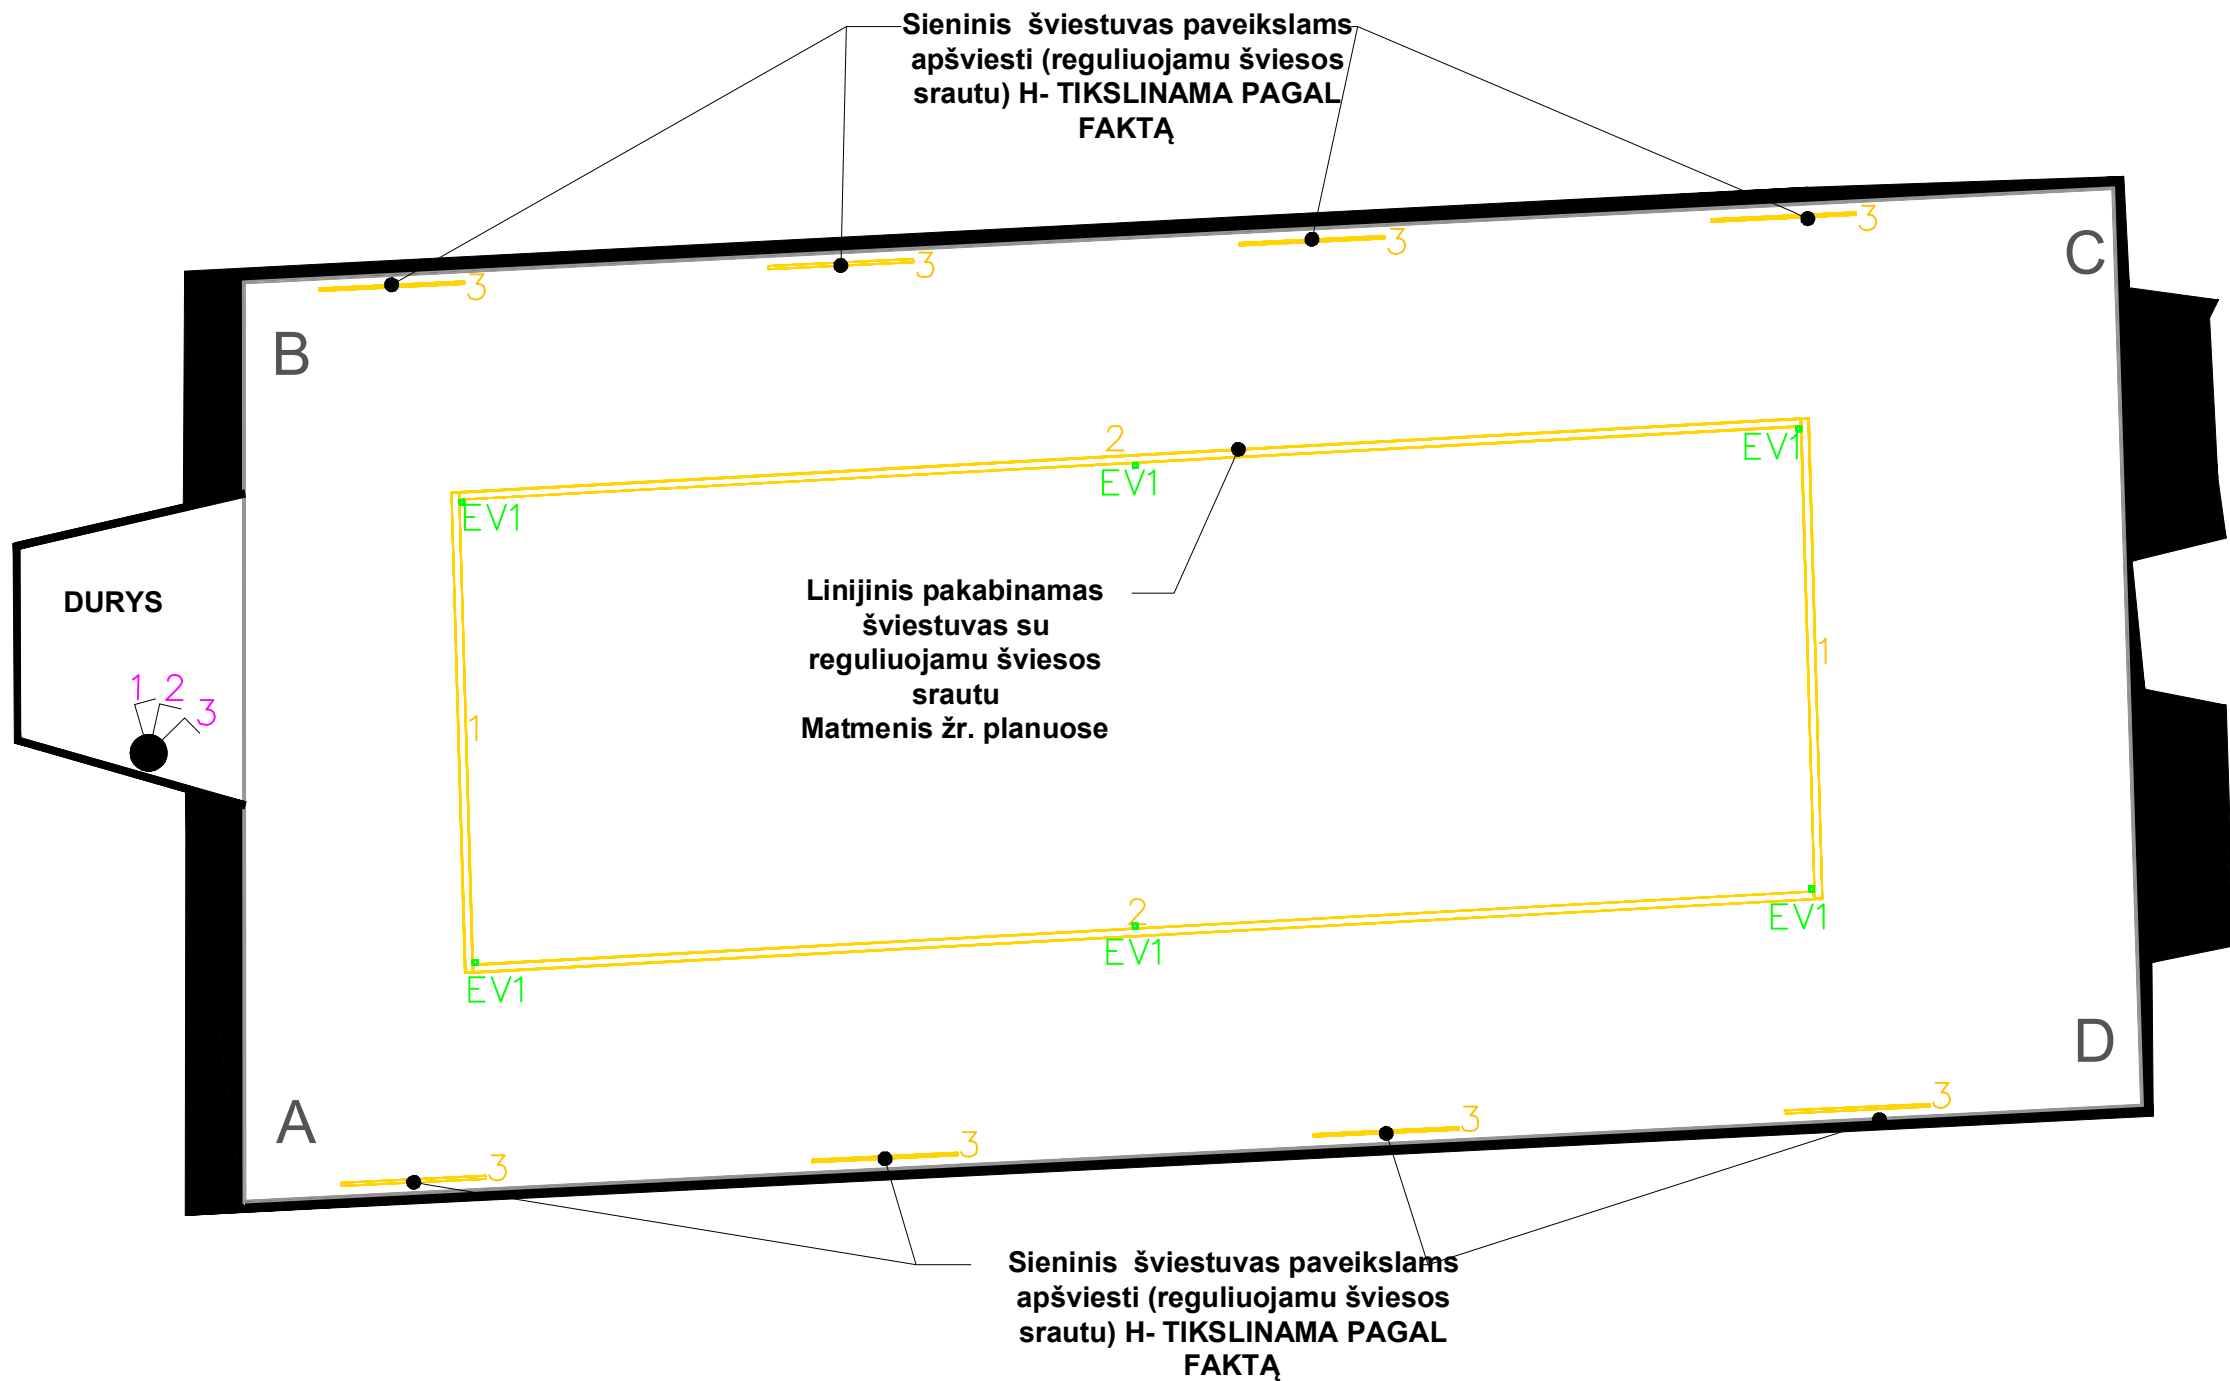 Sieninis šviestuvas paveikslams
apšviesti (reguliuojamu šviesos
srautu) H- TIKSLINAMA PAGAL
FAKTĄ
3
3
3
3
C
B
2
EV1
EV1
EV1
Linijinis pakabinamas
šviestuvas su
reguliuojamu šviesos
srautu
Matmenis žr. planuose
DURYS
1
1 2 3
1
2
EV1
EV1
EV1
D
A
3
3
3
3
Sieninis šviestuvas paveikslams
apšviesti (reguliuojamu šviesos
srautu) H- TIKSLINAMA PAGAL
FAKTĄ